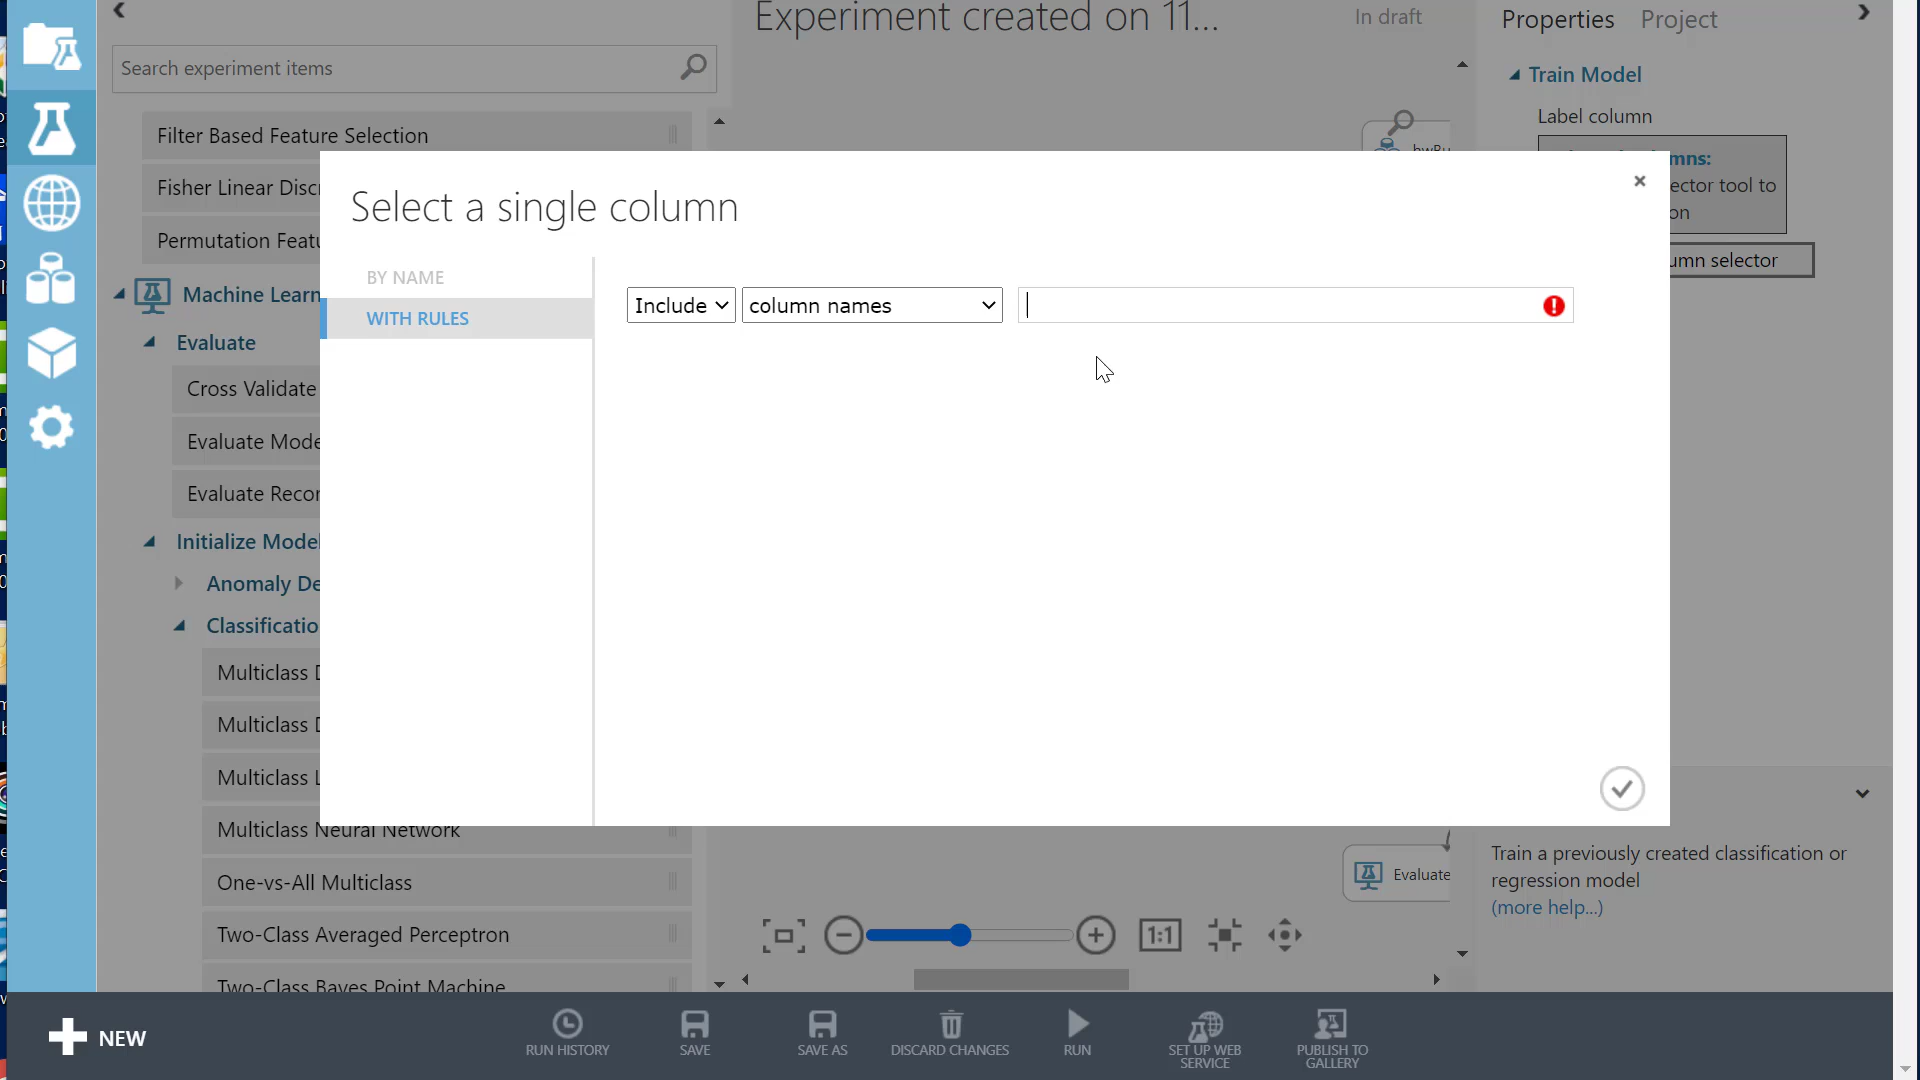 Experiment created on 11...
In draft
Properties
Project
Search experiment items
Train Model
Label column
Filter Based Feature Selection
Fisher Linear Discr
Permutation Featu
mns:
ector tool to
on
umn selector
Select a single column
BY NAME
WITH RULES
Include
column names
Machine Learn
Evaluate
Cross Validate
Evaluate Mode
Evaluate Recor
Initialize Model
Anomaly De
Classificatio
Multiclass D
Multiclass D
Multiclass L
Multiclass Neural Network
One-vs-All Multiclass
Two-Class Averaged Perceptron
Two-Class Bayes Point Machine
Evaluate
1:1
Train a previously created classification or
regression model
(more help...)
NEW
RUN HISTORY
SAVE
SAVE AS
DISCARD CHANGES
RUN
SET UP WEB
SERVICE
PUBLISH TO
GALLERY